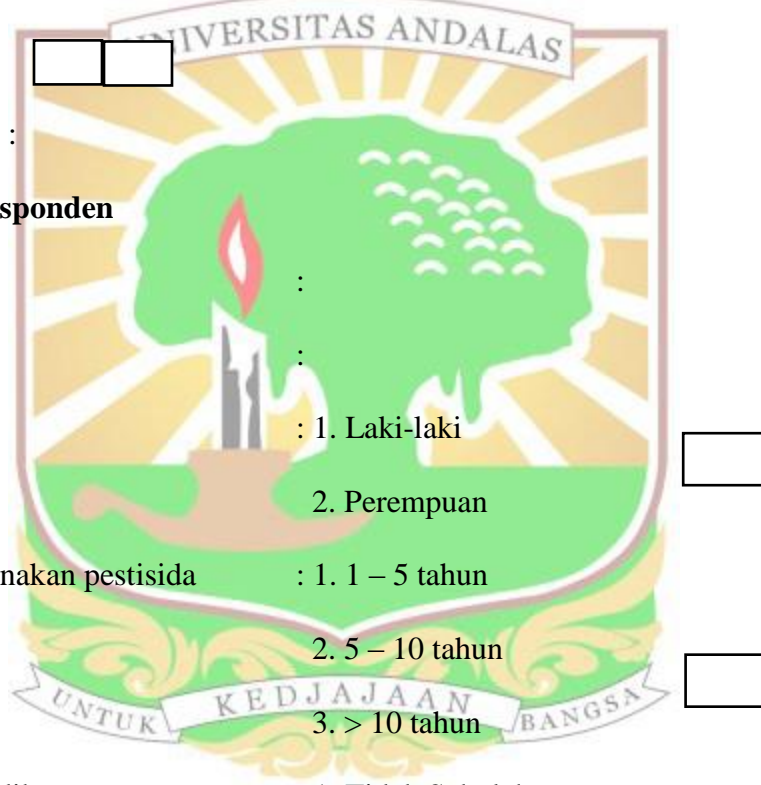 UNIVERSITAS ANDALAS
:
sponden
:
:
: 1. Laki-laki
2. Perempuan
nakan pestisida : 1. 1 – 5 tahun
2. 5 – 10 tahun
UNTUK KEDJAJAAN BANGSA
3. > 10 tahun